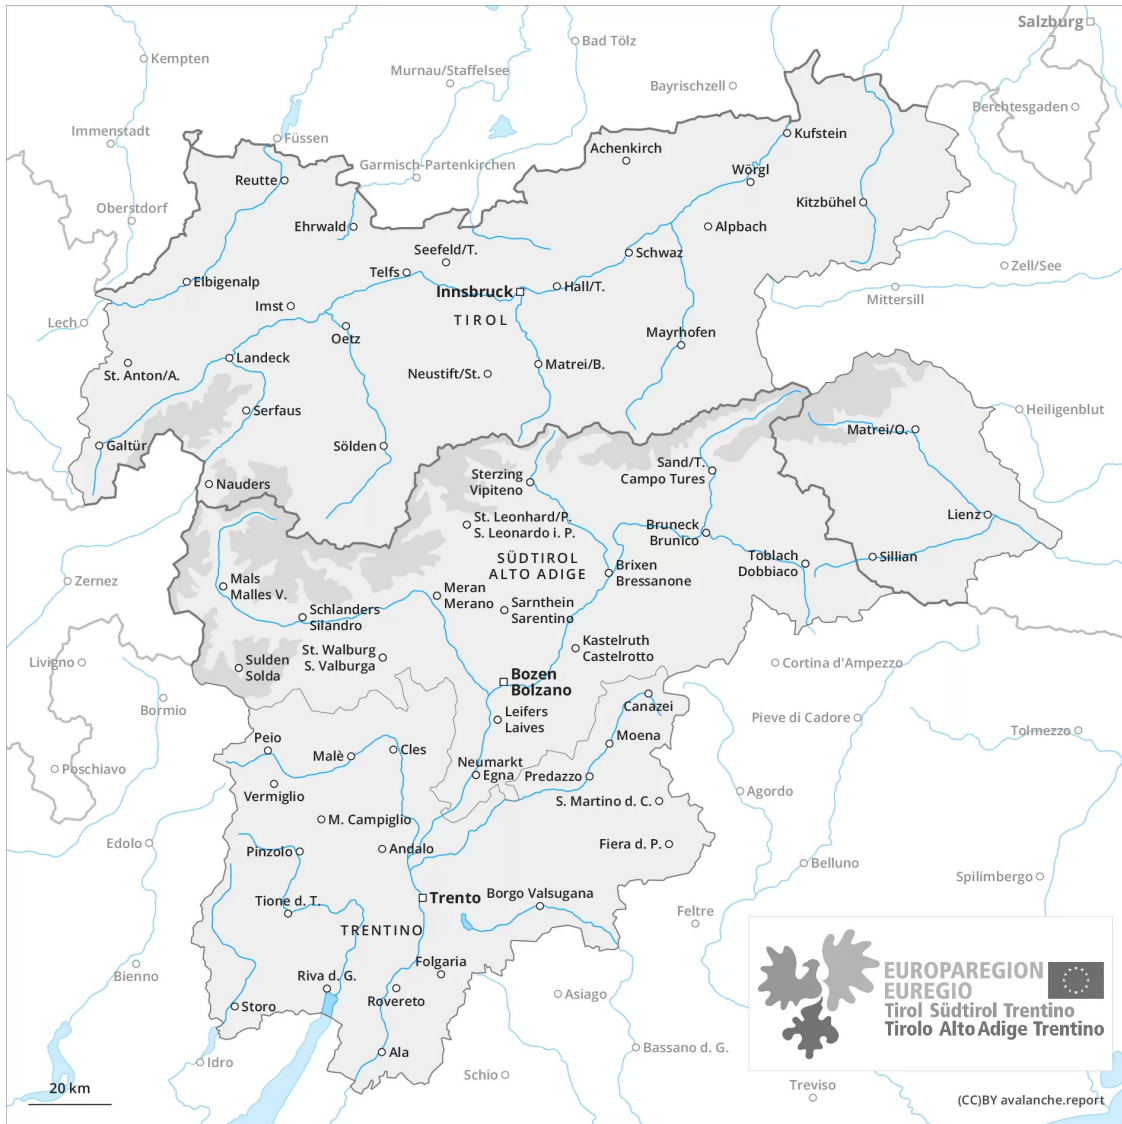 Salzburg
Bad Tölz
Kempten
Murnau/Staffelsee
Bayrischzell
Berchtesgaden
Immenstadt
Füssen
Kufstein
Achenkirch
Garmisch-Partenkirchen
Wörgl
Reutte
Kitzbühel
Oberstdorf
Ehrwald
Alpbach
Seefeld/T.
Schwaz
Zell/See
Telfs
Elbigenalp
Hall/T.
Innsbruck
Mittersill
Imst
TIROL
Lech
Oetz
Mayrhofen
Landeck
Matrei/B.
St. Anton/A.
Neustift/St.
Serfaus
Heiligenblut
Matrei/O.
Galtür
Sölden
Sand/T.
Campo Tures
Sterzing
Vipiteno
Nauders
Lienz
St. Leonhard/P.
S. Leonardo i. P.
Bruneck
Brunico
SÜDTIROL
ALTO ADIGE
Toblach
Dobbiaco
Sillian
Brixen
Bressanone
Zernez
Mals
Malles V.
Meran
Merano
Sarnthein
Sarentino
Schlanders
Silandro
Kastelruth
Castelrotto
St. Walburg
S. Valburga
Livigno
Sulden
Solda
Cortina d'Ampezzo
Bozen
Bolzano
Bormio
Canazei
Leifers
Laives
Pieve di Cadore
Tolmezzo
Peio
Moena
Malè
Cles
Neumarkt
Egna
Predazzo
Poschiavo
Vermiglio
Agordo
S. Martino d. C.
M. Campiglio
Edolo
Pinzolo
Andalo
Fiera d. P.
Belluno
Spilimbergo
Trento
Borgo Valsugana
Tione d. T.
Feltre
TRENTINO
Folgaria
Bienno
Riva d. G.
Rovereto
Asiago
Storo
EUROPAREGION
EUREGIO
Tirol Südtirol Trentino
Tirolo Alto Adige Trentino
Ala
Idro
Bassano d. G.
Schio
Treviso
20 km
(CC)BY avalanche.report